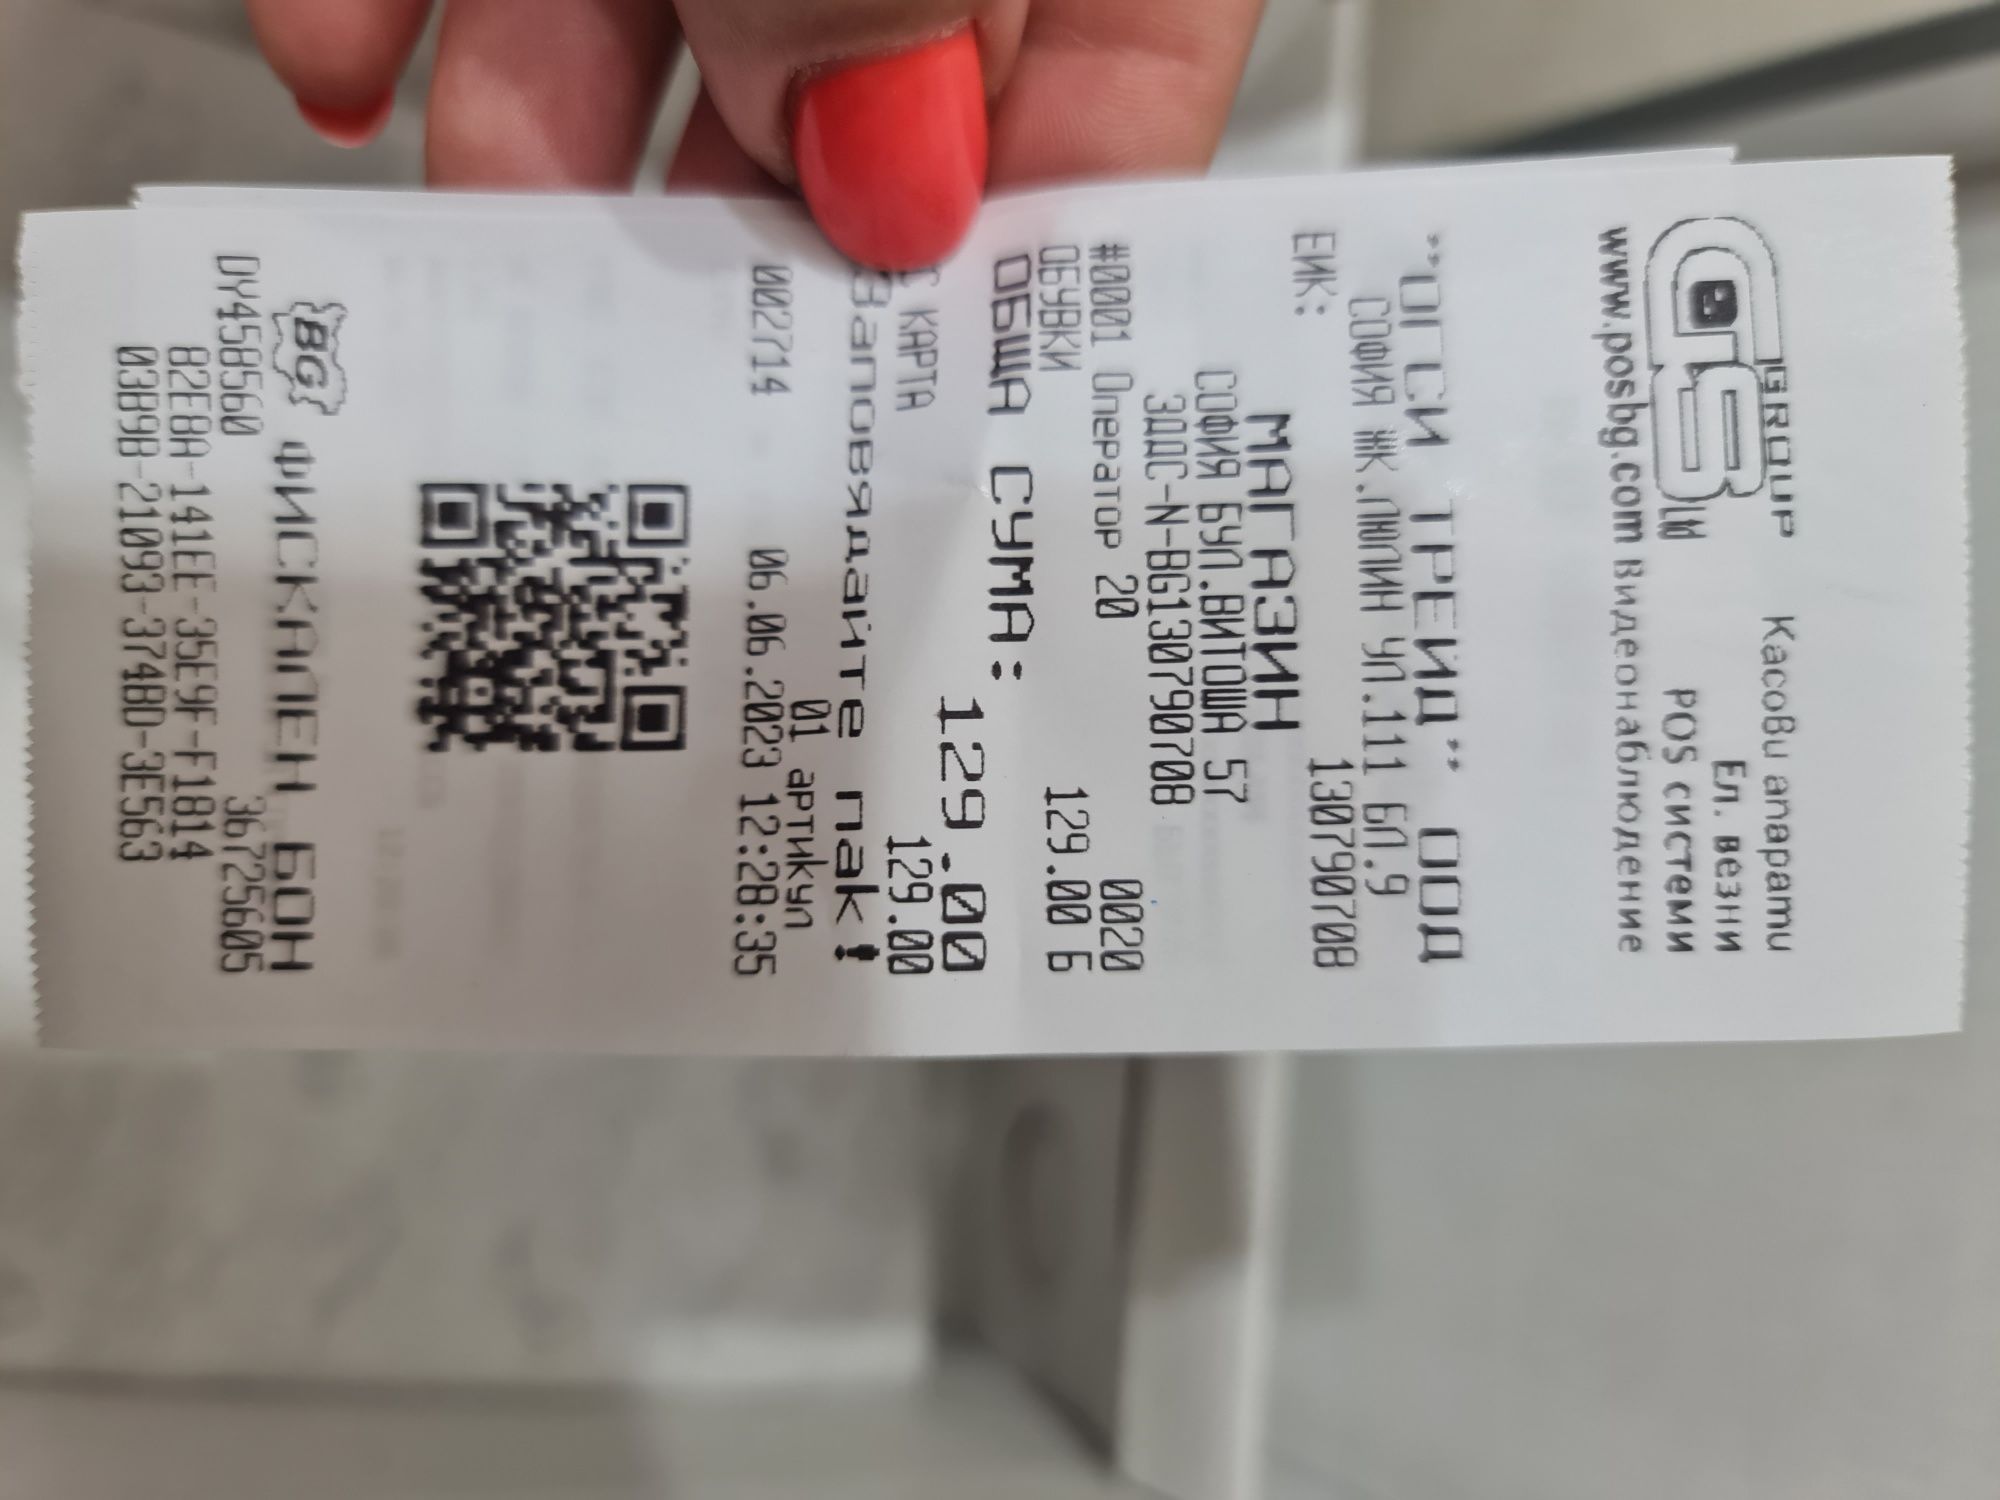 GROUP Касови апарати
Ел. везни
POS системи
www.posbg.com Видеонаблюдение
"ОГСИ ТРЕЙД" ООД
СОФИЯ ЖК.ЛЮЛИН УЛ.111 БЛ.9
ЕИК: 130790708
МАГАЗИН
СОФИЯ БУЛ.ВИТОША 57
ЗДДС-N-BG130790708
#0001 Оператор 20 0020
ОБУВКИ 129.00 Б
ОБЩА СУМА:
129.00
С КАРТА 129.00
Заповядайте пак!
01 артикул
002714 06.06.2023 12:28:35
BG ФИСКАЛЕН БОН
DY458560 36725605
82E8A-141EE-35E9F-F1814
03B9B-21093-374BD-3E563